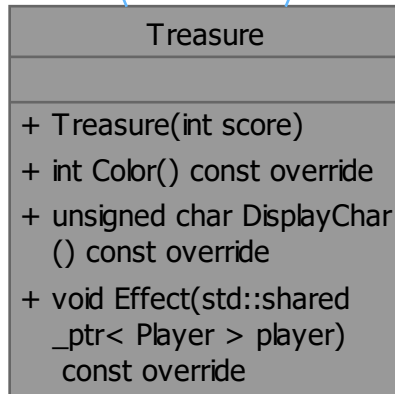 Treasure
+ Treasure(int score)
+ int Color() const override
+ unsigned char DisplayChar
() const override
+ void Effect(std::shared
_ptr< Player > player)
const override